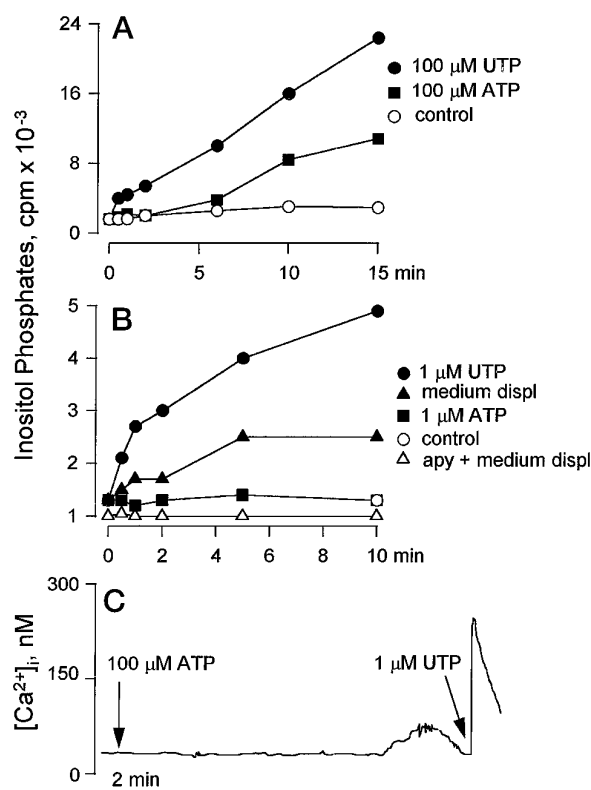 A
24
16
8
0
100 µM UTP
100 µM ATP
control
0 5 10 15 min
Inositol Phosphates, cpm x 10⁻³
B
5
4
3
2
1
1 µM UTP
medium displ
1 µM ATP
control
apy + medium displ
0 2 4 6 8 10 min
C
300
150
0
[Ca²⁺]ᵢ, nM
100 µM ATP
1 µM UTP
2 min